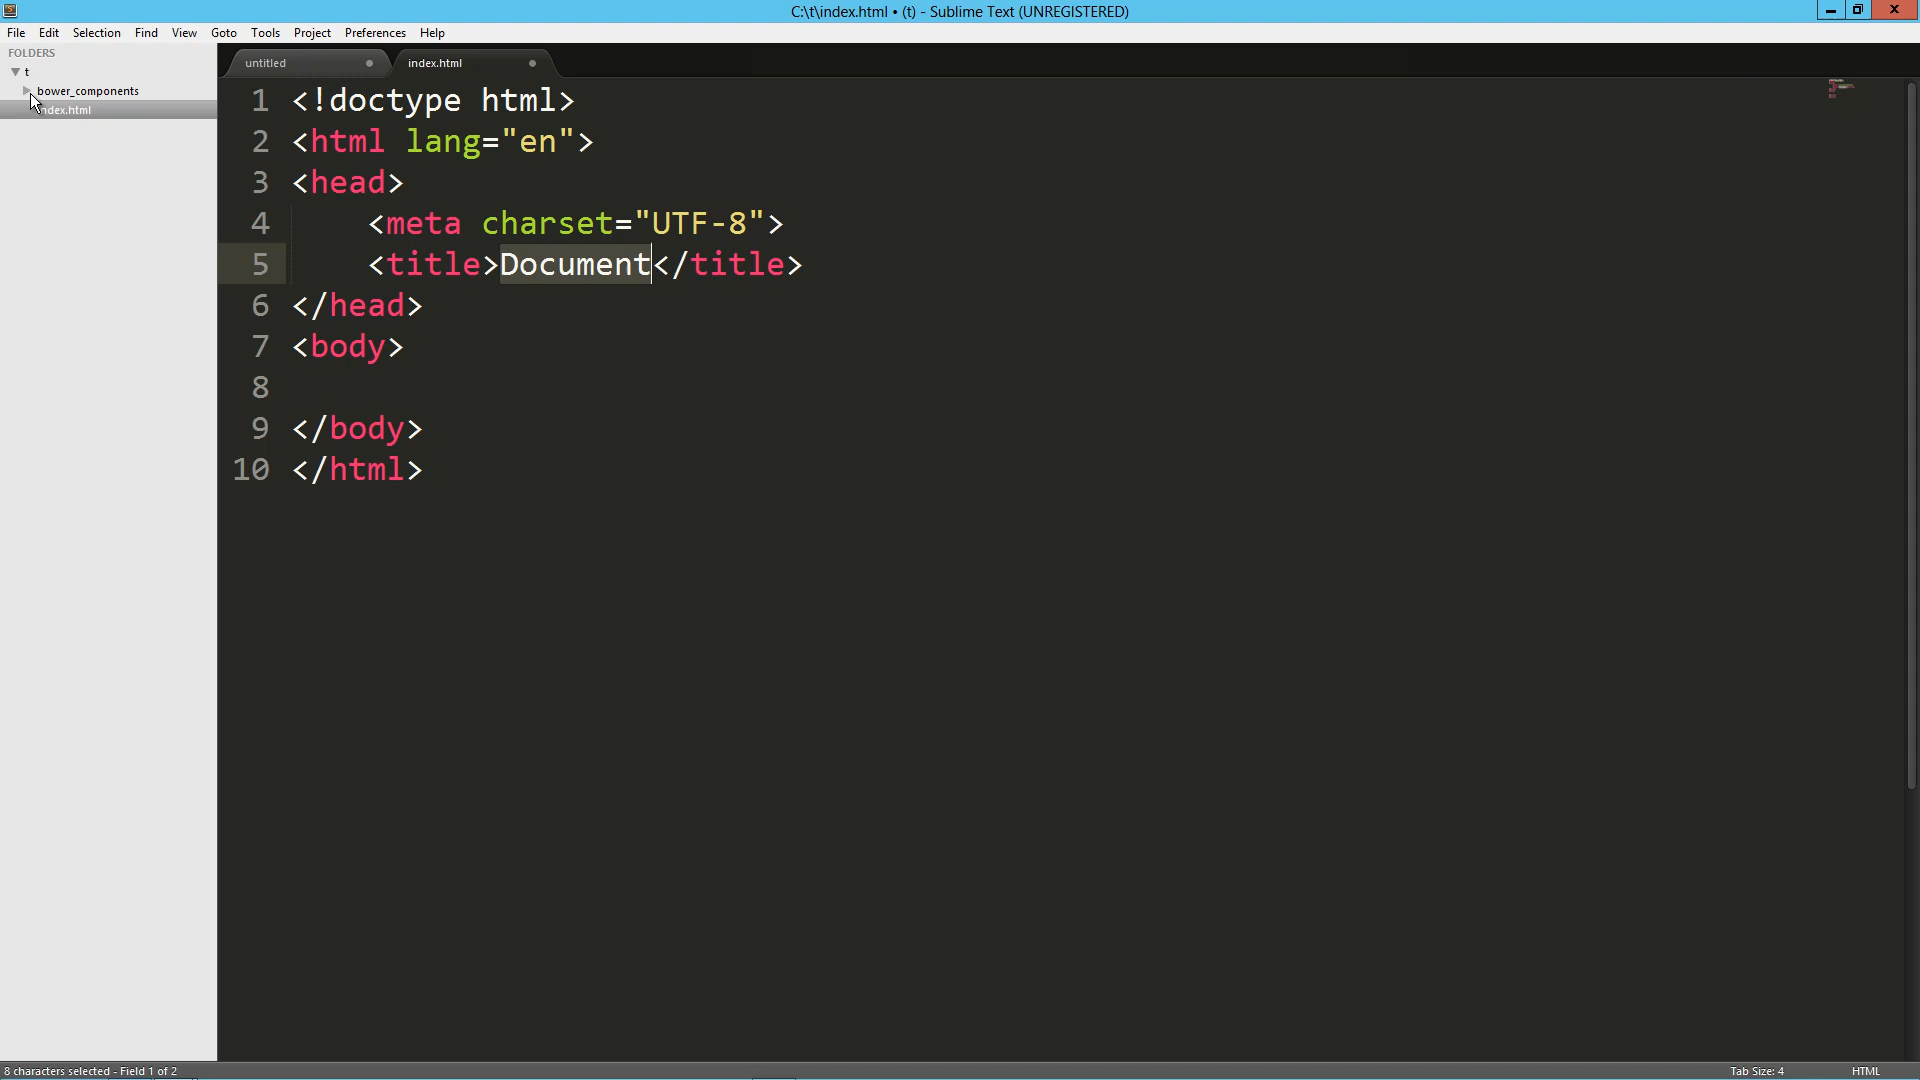 C:\t\index.html • (t) - Sublime Text (UNREGISTERED)
File Edit Selection Find View Goto Tools Project Preferences Help
FOLDERS
t
bower_components
index.html
untitled
index.html
1 <!doctype html>
2 <html lang="en">
3 <head>
4 <meta charset="UTF-8">
5 <title>Document</title>
6 </head>
7 <body>
8
9 </body>
10 </html>
8 characters selected - Field 1 of 2
Tab Size: 4
HTML